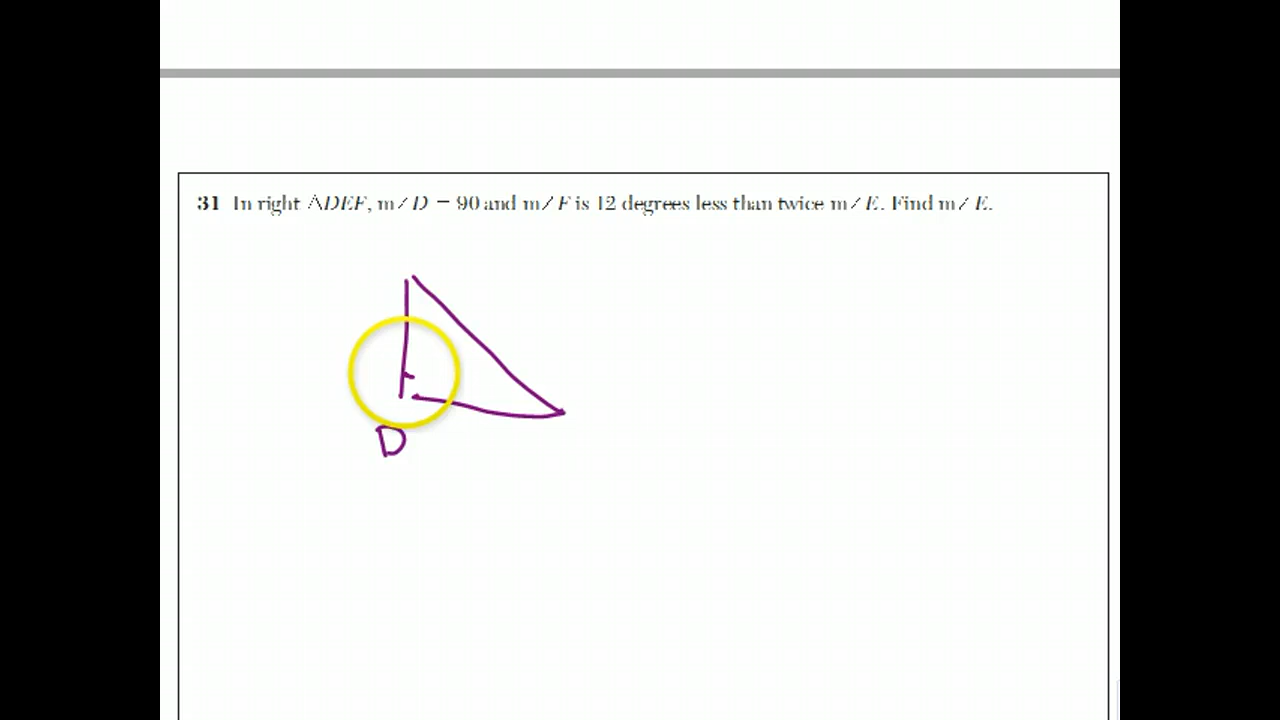 31 In right △DEF, m∠D = 90 and m∠F is 12 degrees less than twice m∠E. Find m∠E.
D